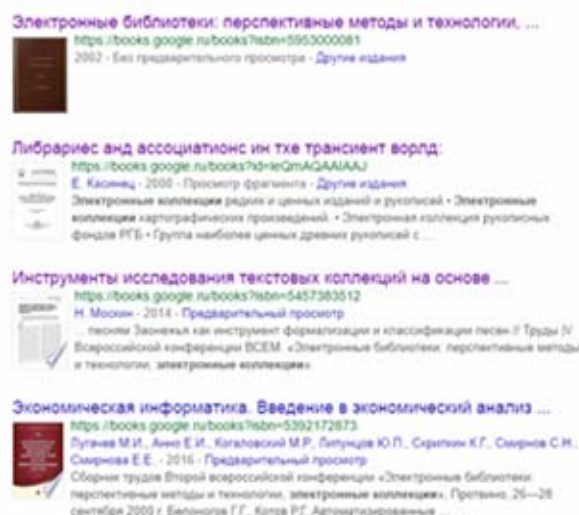 Электронные библиотеки: перспективные методы и технологии, ...
https://books.google.ru/books?isbn=5953000081
2002 - Без предварительного просмотра - Другие издания
Либрариес анд ассоциатионс ин тхе трансиент ворлд:
https://books.google.ru/books?id=leQmAQAAIAAJ
Е. Касинец - 2000 - Просмотр фрагмента - Другие издания
Электронные коллекции редких и ценных изданий и рукописей • Электронные
коллекции картографических произведений. • Электронная коллекция рукописных
фондов РГБ • Группа наиболее ценных древних рукописей с ...
Инструменты исследования текстовых коллекций на основе ...
https://books.google.ru/books?isbn=5457383512
Н. Москин - 2014 - Предварительный просмотр
... песням Заонежья как инструмент формализации и классификации песен // Труды IV
Всероссийской конференции ВСЕМ. «Электронные библиотеки: перспективные методы
и технологии, электронные коллекции».
Экономическая информатика. Введение в экономический анализ ...
https://books.google.ru/books?isbn=5392172673
Лугачев М.И., Анно Е.И., Когаловский М.Р., Липунцов Ю.П., Скрипкин К.Г., Смирнов С.Н.,
Смирнова Е.Е. - 2016 - Предварительный просмотр
Сборник трудов Второй всероссийской конференции «Электронные библиотеки:
перспективные методы и технологии, электронные коллекции». Протвино, 26—28
сентября 2000 г. Белоногов Г.Г., Котов Р.Г. Автоматизированные ...